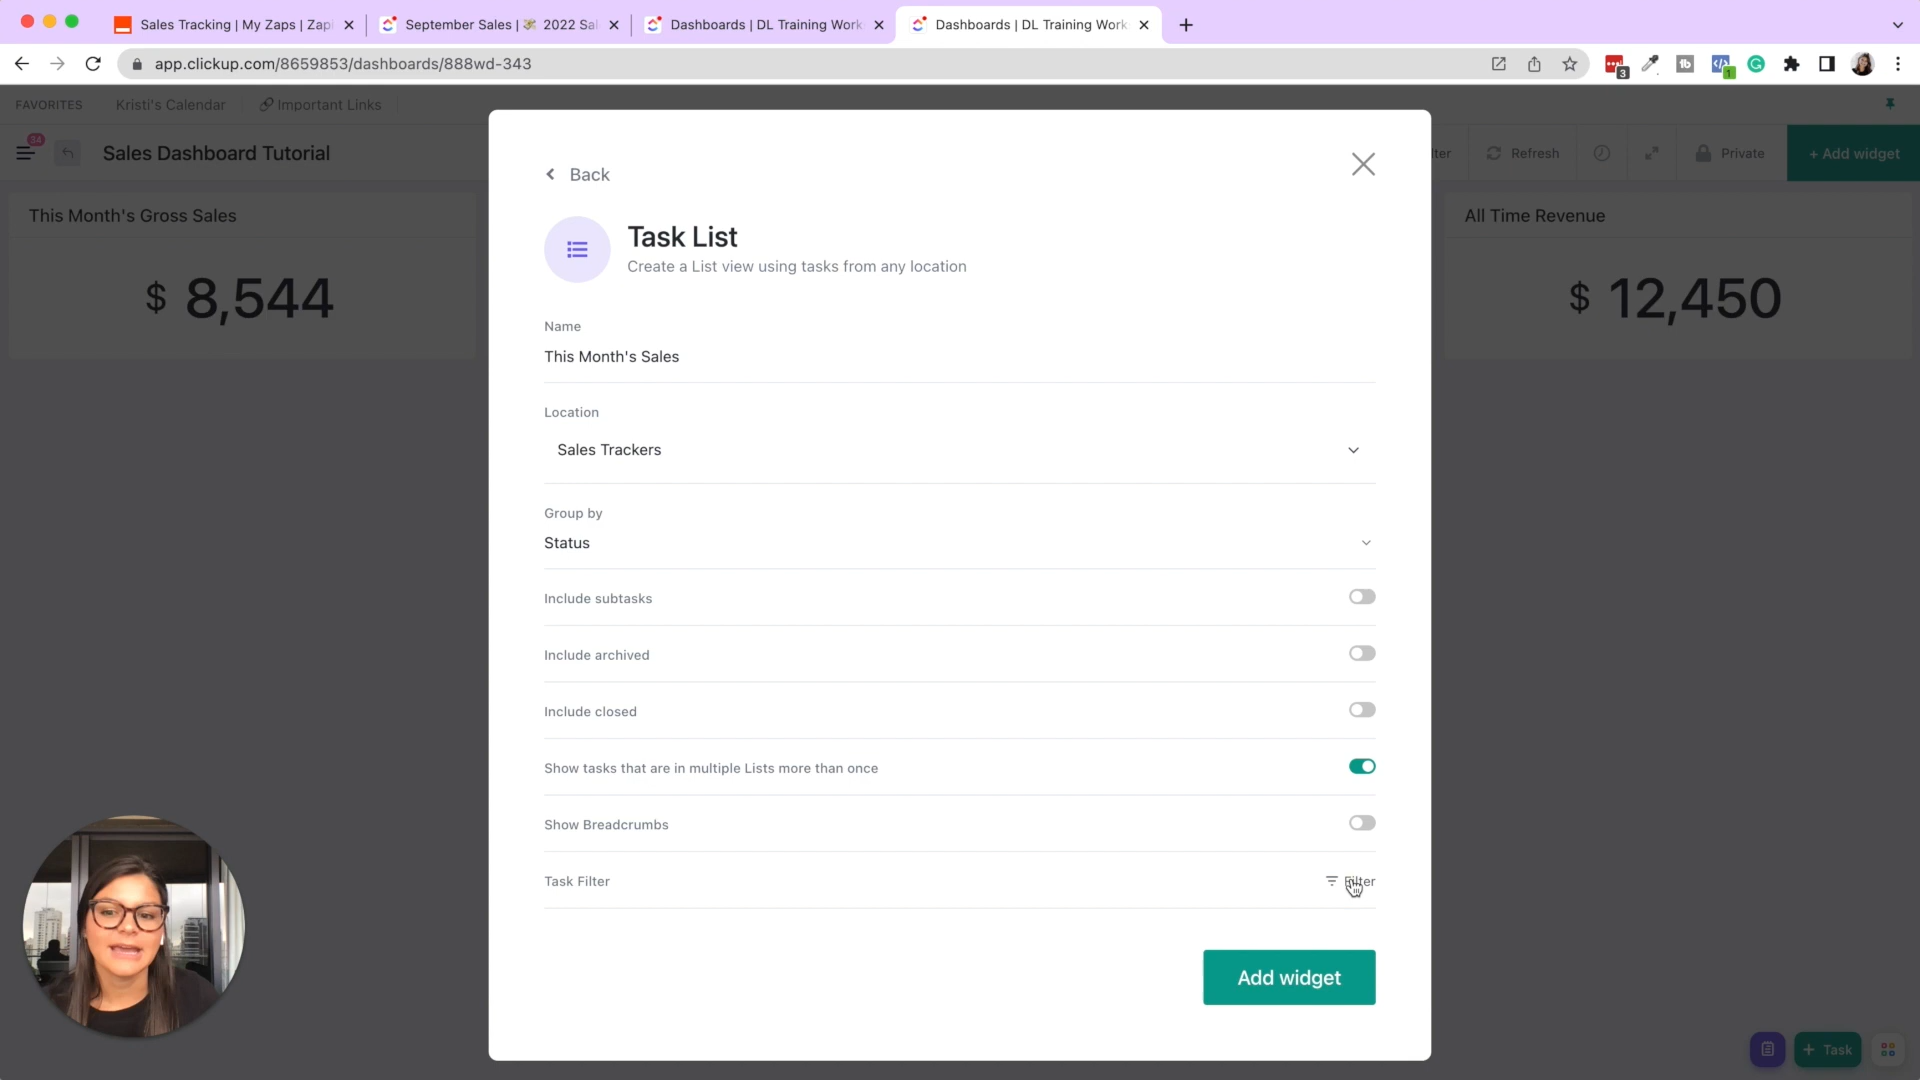 Sales Tracking | My Zaps | Zap
September Sales | 💸 2022 Sal
Dashboards | DL Training Work
Dashboards | DL Training Work
app.clickup.com/8659853/dashboards/888wd-343
3
1
FAVORITES
Kristi's Calendar
Important Links
34
Sales Dashboard Tutorial
Refresh
Private
+ Add widget
This Month's Gross Sales
$ 8,544
All Time Revenue
$ 12,450
Back
Task List
Create a List view using tasks from any location
Name
This Month's Sales
Location
Sales Trackers
Group by
Status
Include subtasks
Include archived
Include closed
Show tasks that are in multiple Lists more than once
Show Breadcrumbs
Task Filter
Filter
Add widget
+ Task